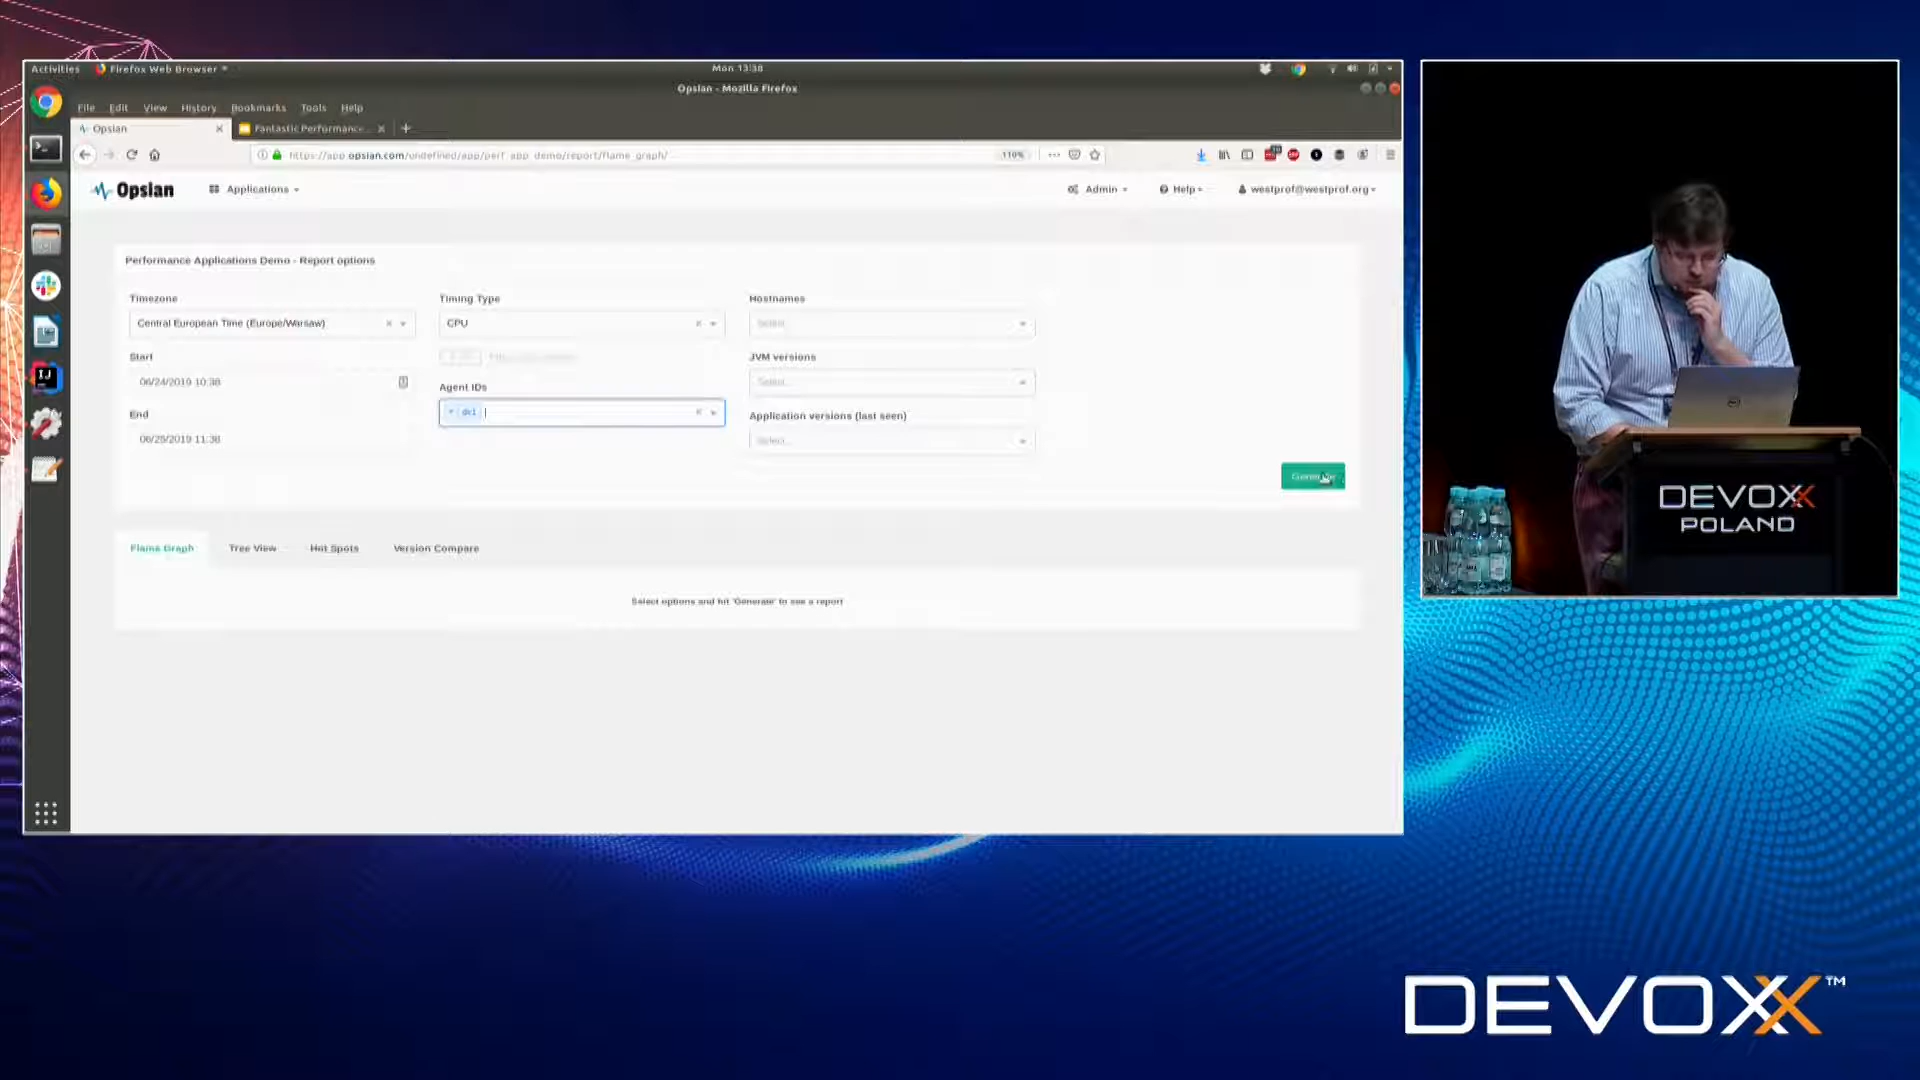 Activities Firefox Web Browser
Mon 13:38
Opsian - Mozilla Firefox
File Edit View History Bookmarks Tools Help
Opsian
Fantastic Performance
https://app.opsian.com/undefined/app/perf_app_demo/report/flame_graph/
110%
Opsian
Applications
Admin
Help
westprof@westprof.org
Performance Applications Demo - Report options
Timezone
Central European Time (Europe/Warsaw)
Start
06/24/2019 10:38
End
06/25/2019 11:38
Timing Type
CPU
Agent IDs
Hostnames
Select...
JVM versions
Select...
Application versions (last seen)
Select...
Flame Graph
Tree View
Hot Spots
Version Compare
Select options and hit 'Generate' to see a report
DEVOXX
POLAND
DEVOXX™